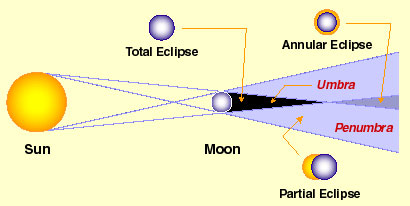 Total Eclipse
Annular Eclipse
Umbra
Penumbra
Sun
Moon
Partial Eclipse